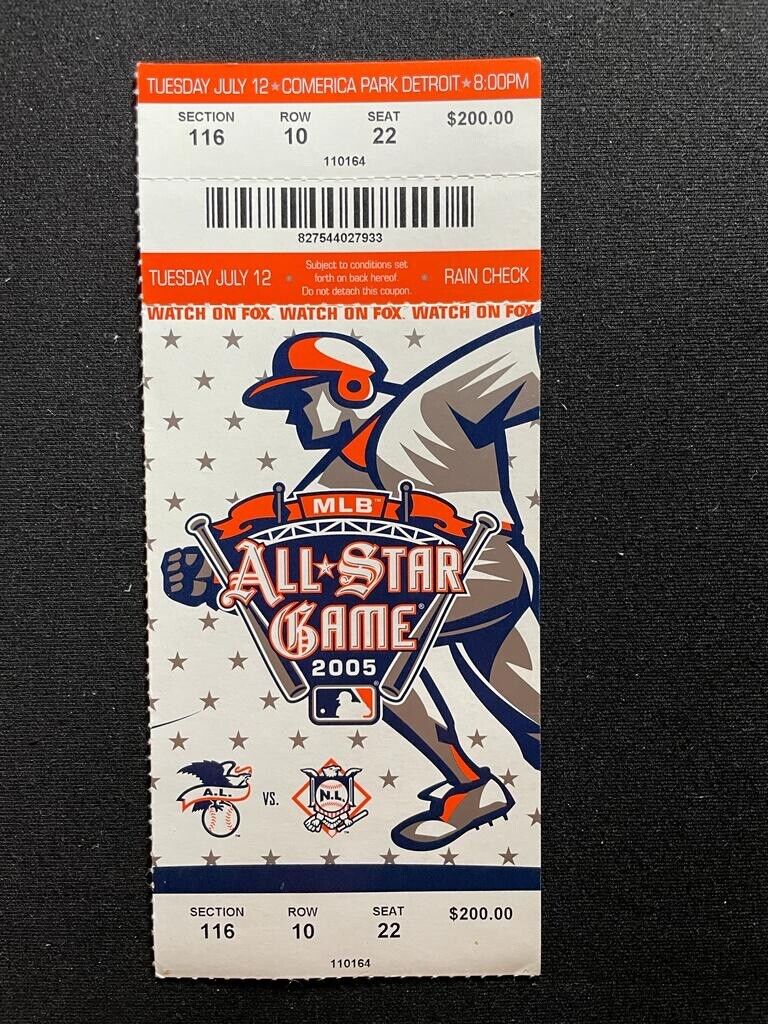 TUESDAY JULY 12 ★ COMERICA PARK DETROIT ★ 8:00PM
SECTION ROW SEAT $200.00
116 10 22
110164
827544027933
TUESDAY JULY 12 • Subject to conditions set forth on back hereof. Do not detach this coupon. • RAIN CHECK
WATCH ON FOX WATCH ON FOX WATCH ON FOX
MLB™
ALL★STAR
GAME®
2005
A.L. VS. N.L.
SECTION ROW SEAT $200.00
116 10 22
110164